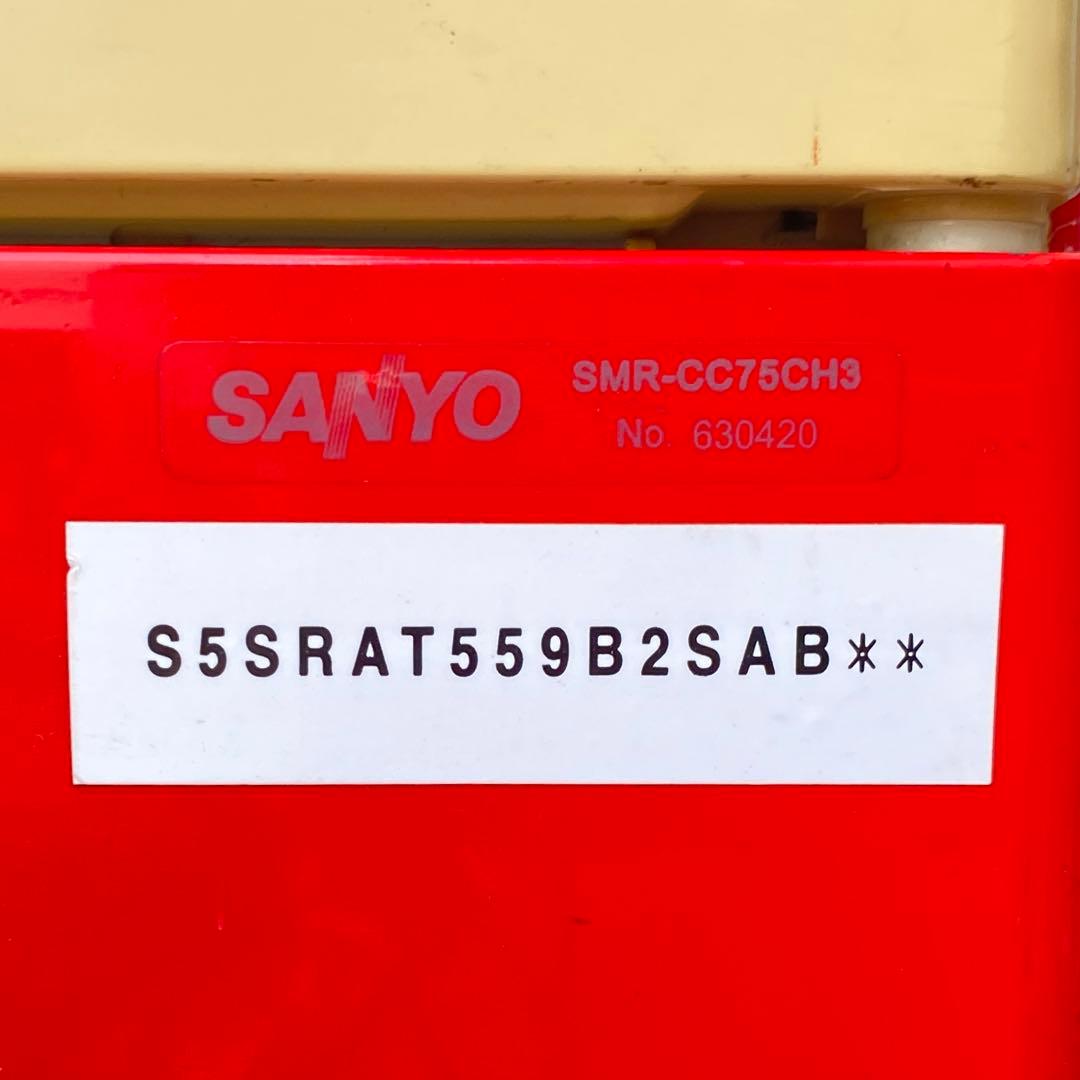 SANYO
SMR-CC75CH3
No. 630420
S5SRAT559B2SAB**